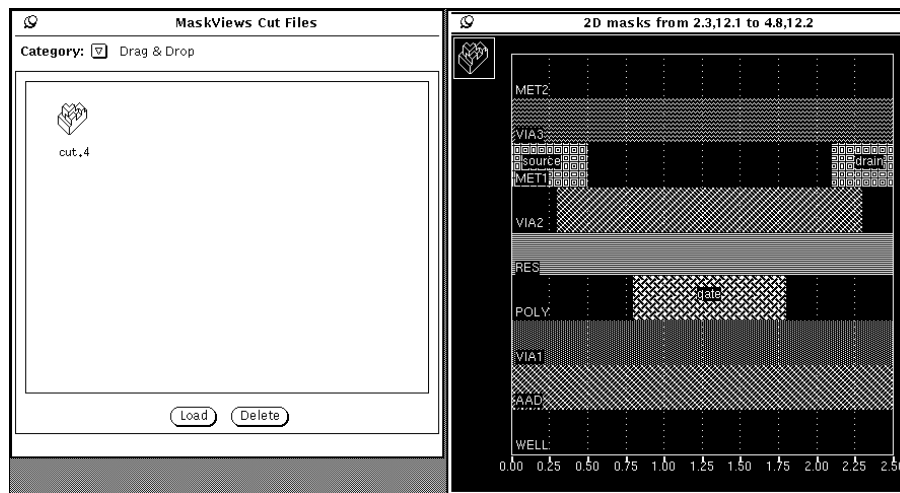 MaskViews Cut Files
Category: Drag & Drop
cut.4
Load Delete
2D masks from 2.3,12.1 to 4.8,12.2
MET2
VIA3
source drain
MET1
VIA2
RES
gate
POLY
VIA1
AAD
WELL
0.00 0.25 0.50 0.75 1.00 1.25 1.50 1.75 2.00 2.25 2.50